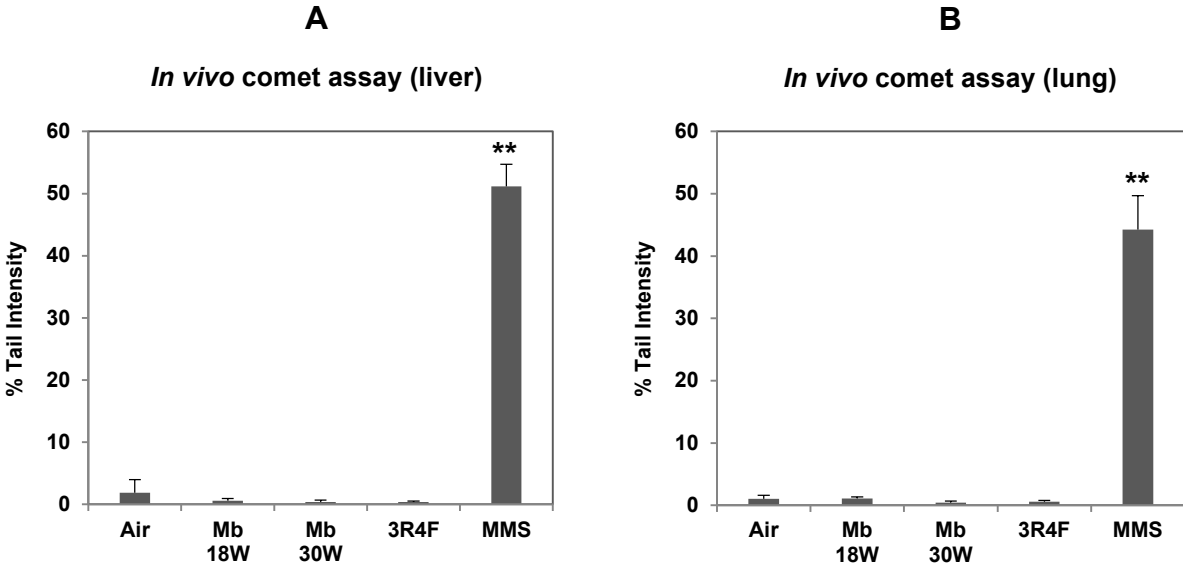 A
In vivo comet assay (liver)
% Tail Intensity
60
50
40
30
20
10
0
**
Air
Mb
18W
Mb
30W
3R4F
MMS
B
In vivo comet assay (lung)
% Tail Intensity
60
50
40
30
20
10
0
**
Air
Mb
18W
Mb
30W
3R4F
MMS